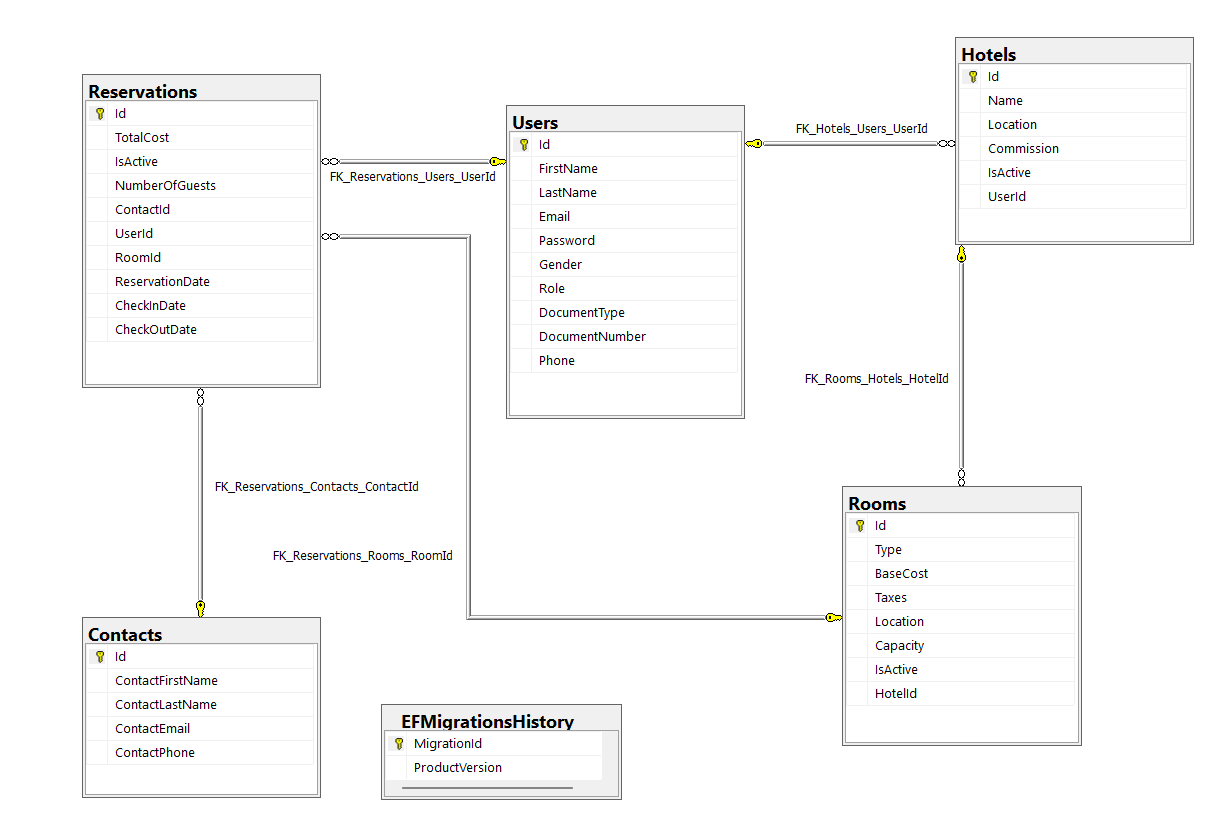 Reservations
Id
TotalCost
IsActive
NumberOfGuests
ContactId
UserId
RoomId
ReservationDate
CheckInDate
CheckOutDate
FK_Reservations_Users_UserId
Users
Id
FirstName
LastName
Email
Password
Gender
Role
DocumentType
DocumentNumber
Phone
FK_Hotels_Users_UserId
Hotels
Id
Name
Location
Commission
IsActive
UserId
FK_Rooms_Hotels_HotelId
FK_Reservations_Contacts_ContactId
FK_Reservations_Rooms_RoomId
Rooms
Id
Type
BaseCost
Taxes
Location
Capacity
IsActive
HotelId
Contacts
Id
ContactFirstName
ContactLastName
ContactEmail
ContactPhone
EFMigrationsHistory
MigrationId
ProductVersion